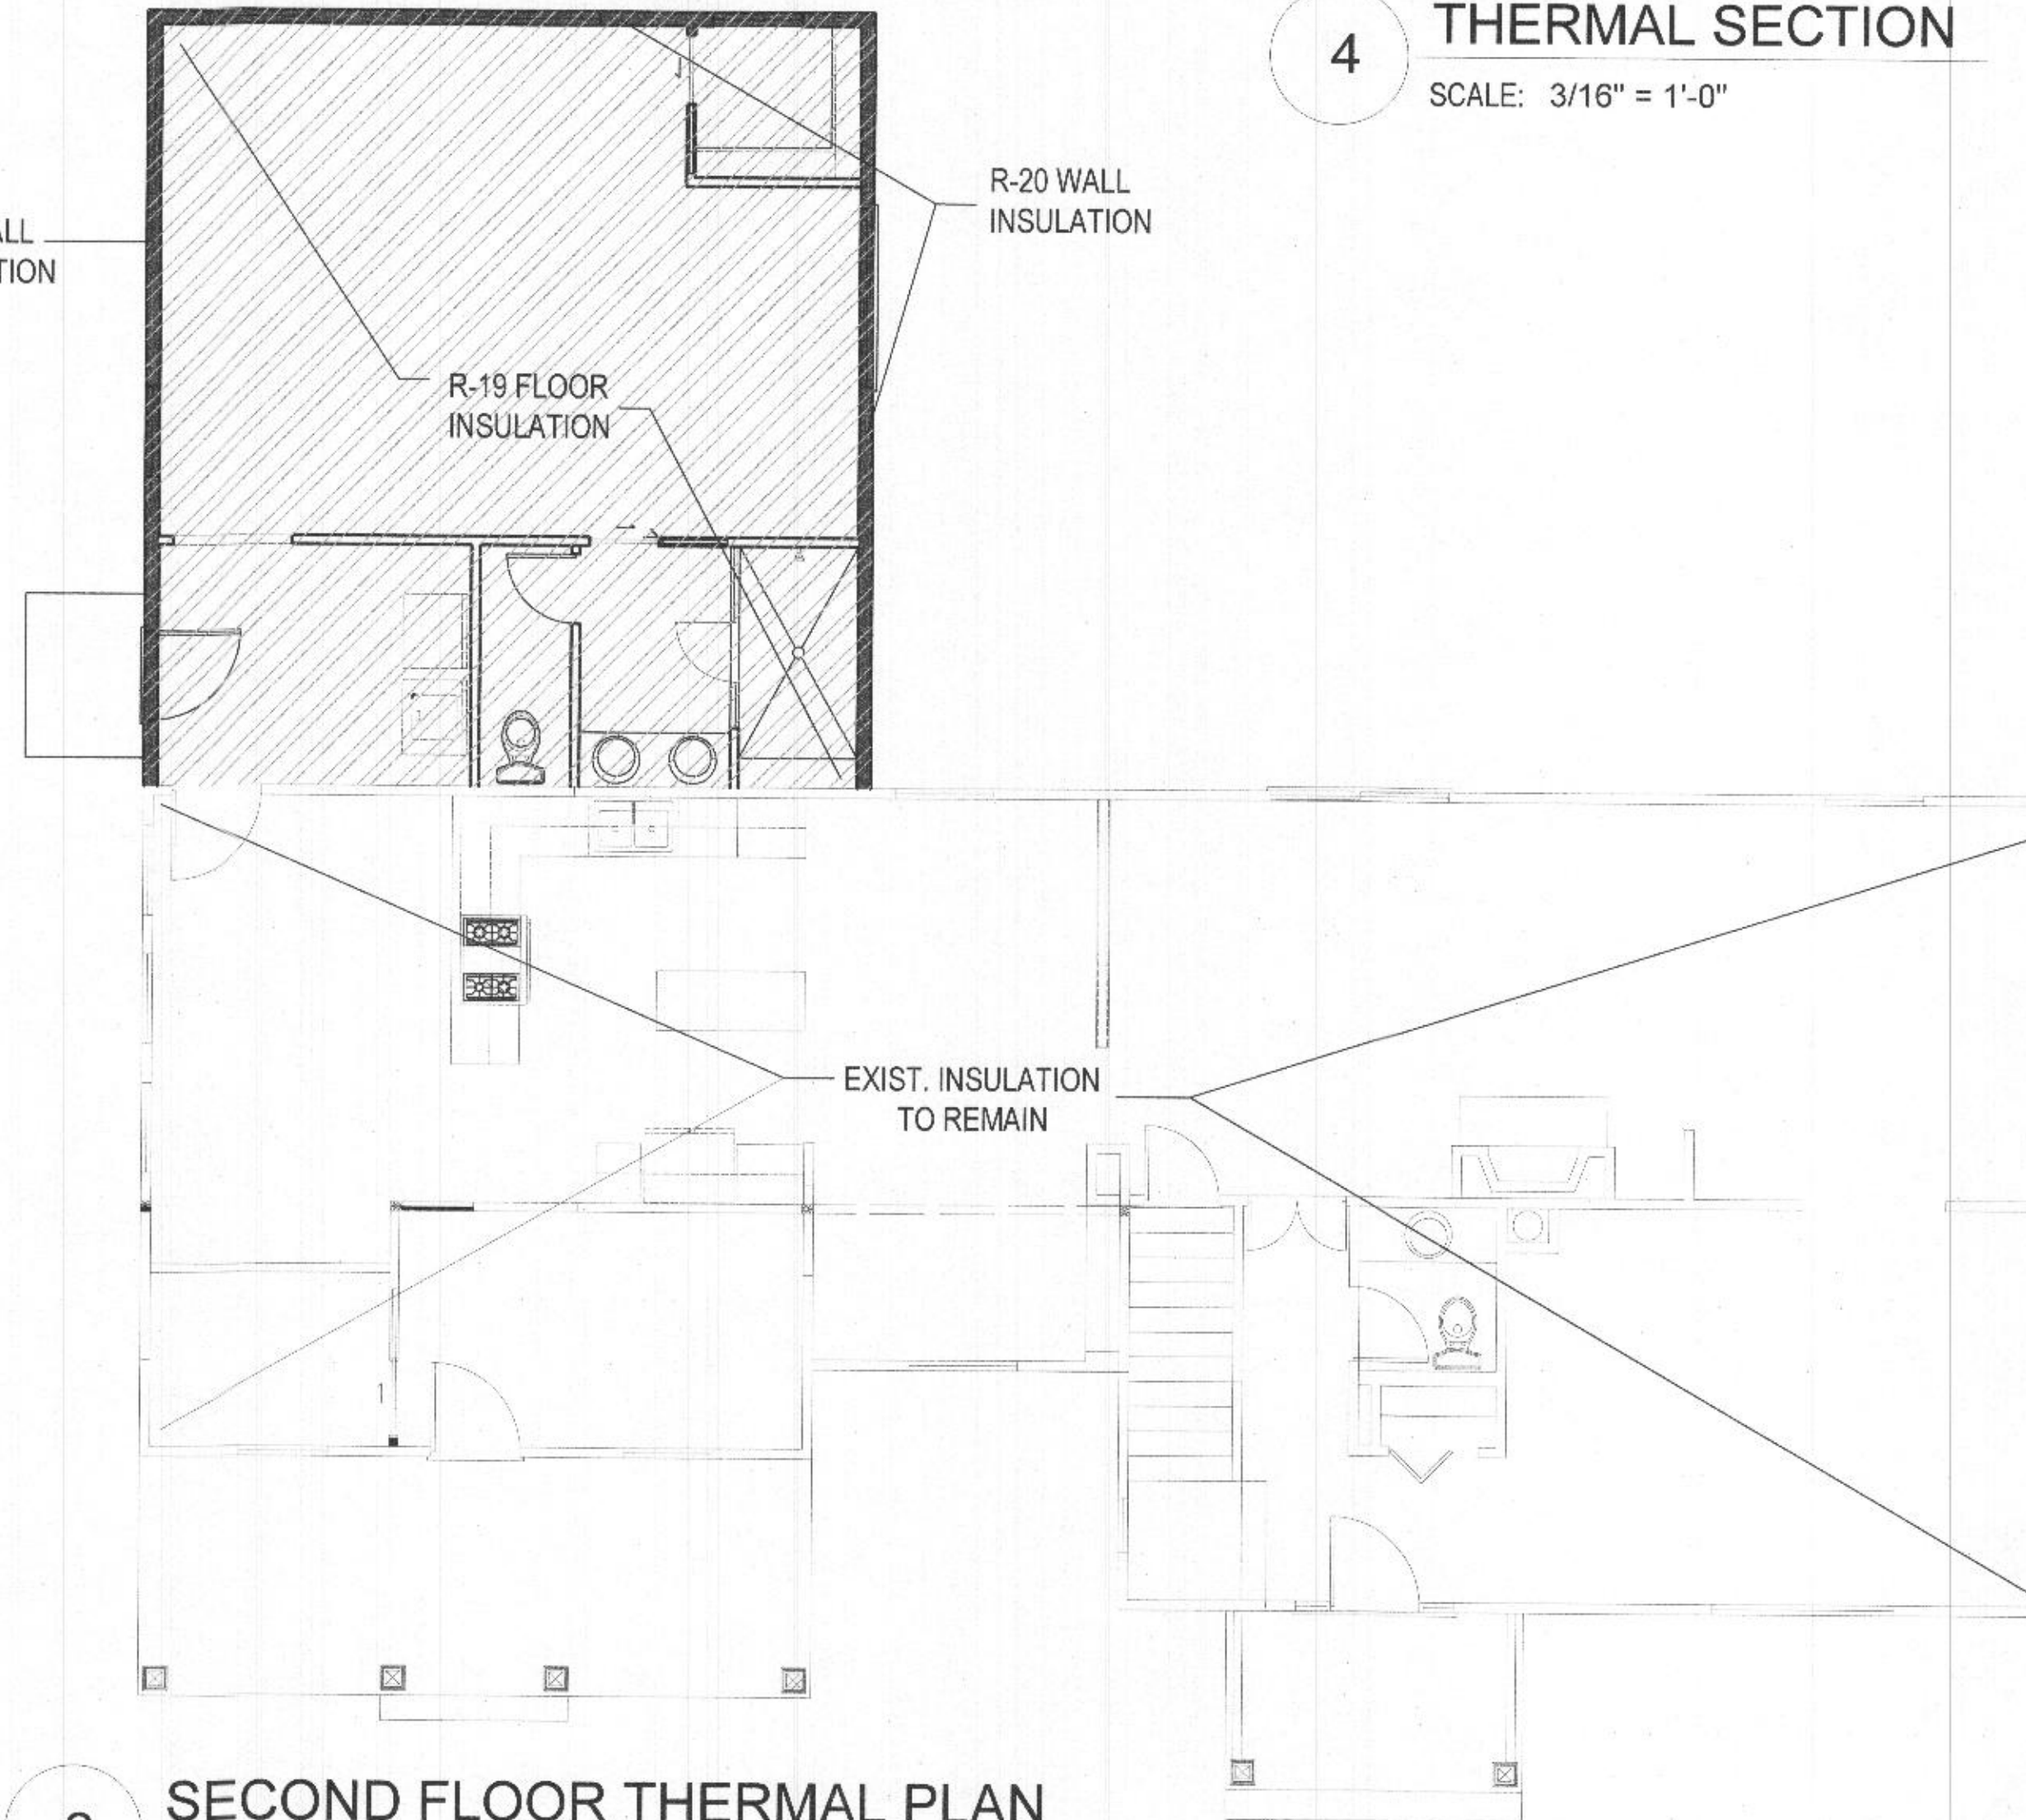 4
THERMAL SECTION
SCALE: 3/16" = 1'-0"
R-20 WALL
INSULATION
ALL
TION
R-19 FLOOR
INSULATION
EXIST. INSULATION
TO REMAIN
1
SECOND FLOOR THERMAL PLAN